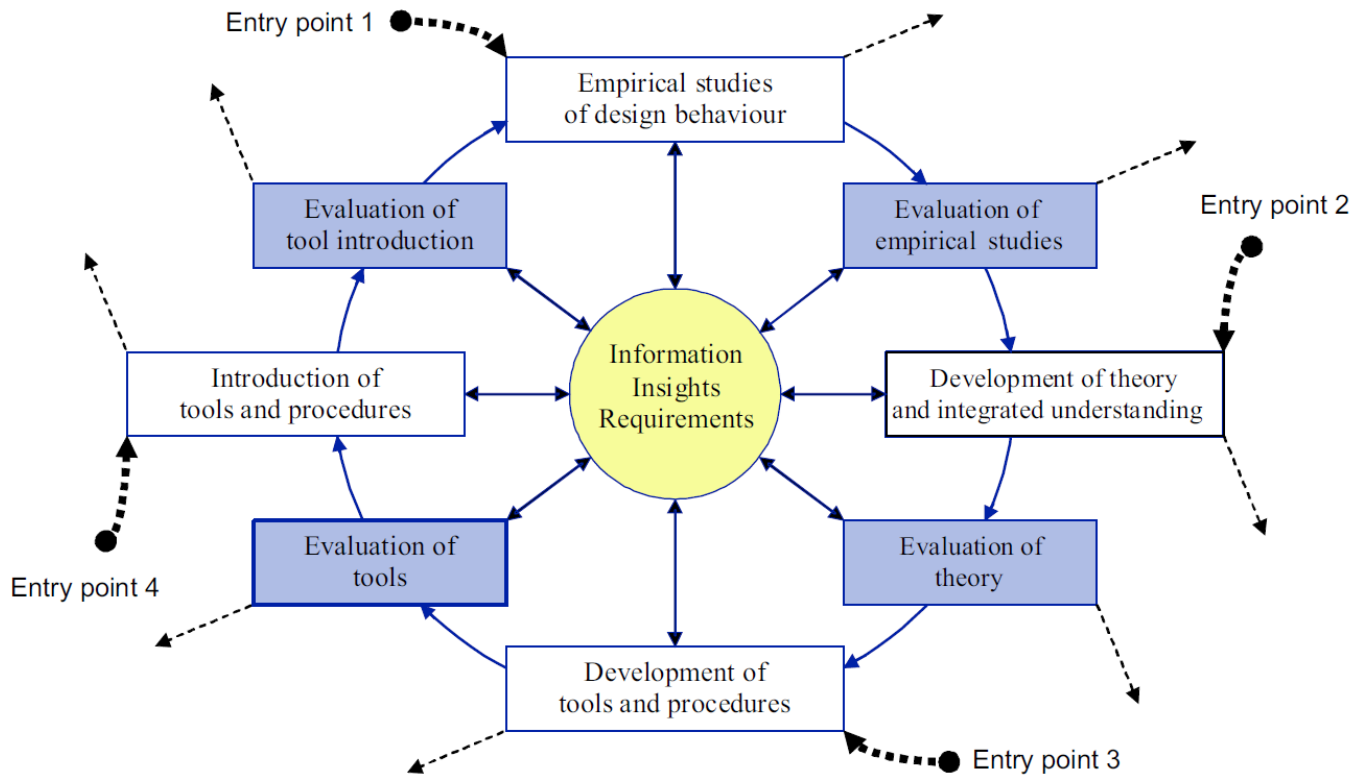 Entry point 1
Empirical studies
of design behaviour
Evaluation of
tool introduction
Evaluation of
empirical studies
Entry point 2
Information
Insights
Requirements
Introduction of
tools and procedures
Development of theory
and integrated understanding
Evaluation of
tools
Evaluation of
theory
Entry point 4
Development of
tools and procedures
Entry point 3